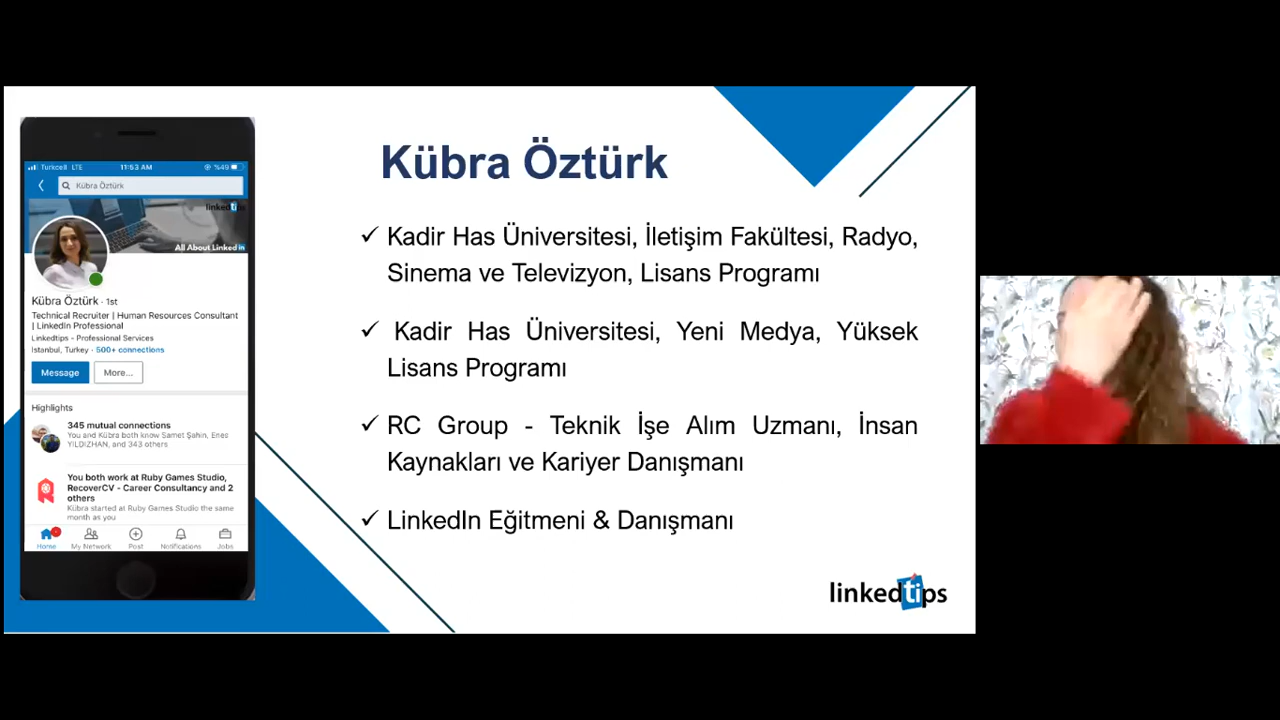 Kübra Öztürk
Kadir Has Üniversitesi, İletişim Fakültesi, Radyo,
Sinema ve Televizyon, Lisans Programı
Kadir Has Üniversitesi, Yeni Medya, Yüksek
Lisans Programı
RC Group - Teknik İşe Alım Uzmanı, İnsan
Kaynakları ve Kariyer Danışmanı
LinkedIn Eğitmeni & Danışmanı
linkedtips
Turkcell LTE 11:53 AM %49
Kübra Öztürk
linkedtips
All About Linked in
Kübra Öztürk · 1st
Technical Recruiter | Human Resources Consultant
| LinkedIn Professional
Linkedtips - Professional Services
Istanbul, Turkey · 500+ connections
Message More...
Highlights
345 mutual connections
You and Kübra both know Samet Şahin, Enes
YILDIZHAN, and 343 others
You both work at Ruby Games Studio,
RecoverCV - Career Consultancy and 2
others
Kübra started at Ruby Games Studio the same
month as you
Home My Network Post Notifications Jobs